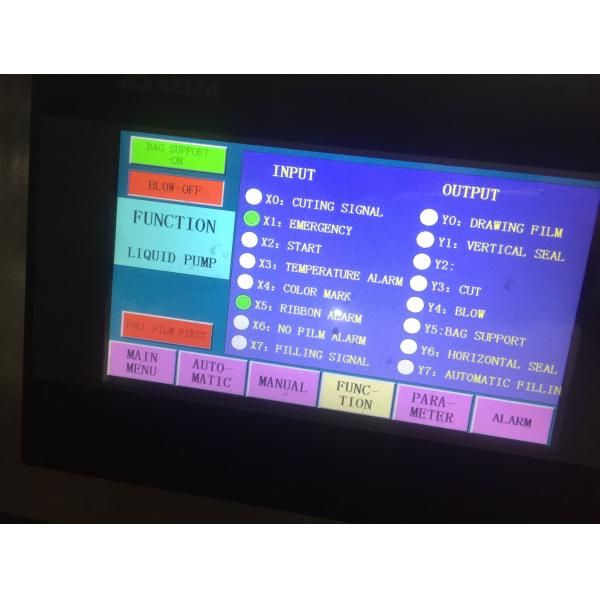 DELTA
BAG SUPPORT
-ON
BLOW-OFF
FUNCTION
LIQUID PUMP
PULL FILM FIRST
INPUT
X0: CUTING SIGNAL
X1: EMERGENCY
X2: START
X3: TEMPERATURE ALARM
X4: COLOR MARK
X5: RIBBON ALARM
X6: NO FILM ALARM
X7: FILLING SIGNAL
OUTPUT
Y0: DRAWING FILM
Y1: VERTICAL SEAL
Y2:
Y3: CUT
Y4: BLOW
Y5:BAG SUPPORT
Y6: HORIZONTAL SEAL
Y7: AUTOMATIC FILLIN
MAIN
MENU
AUTO-
MATIC
MANUAL
FUNC-
TION
PARA-
METER
ALARM